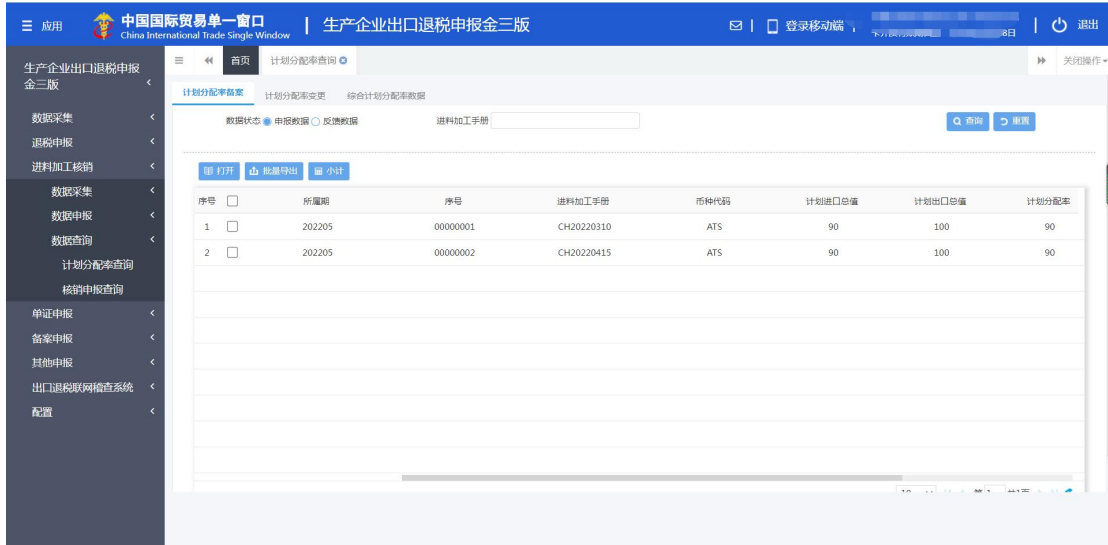 应用
中国国际贸易单一窗口
China International Trade Single Window
生产企业出口退税申报金三版
登录移动端
8日
退出
生产企业出口退税申报
金三版
数据采集
退税申报
进料加工核销
数据采集
数据申报
数据查询
计划分配率查询
核销申报查询
单证申报
备案申报
其他申报
出口退税联网稽查系统
配置
首页 计划分配率查询
关闭操作
计划分配率备案 计划分配率变更 综合计划分配率数据
数据状态 申报数据 反馈数据 进料加工手册 查询 重置
打开 批量导出 小计
序号 所属期 序号 进料加工手册 币种代码 计划进口总值 计划出口总值 计划分配率
1 202205 00000001 CH20220310 ATS 90 100 90
2 202205 00000002 CH20220415 ATS 90 100 90
10 第 1 共1页